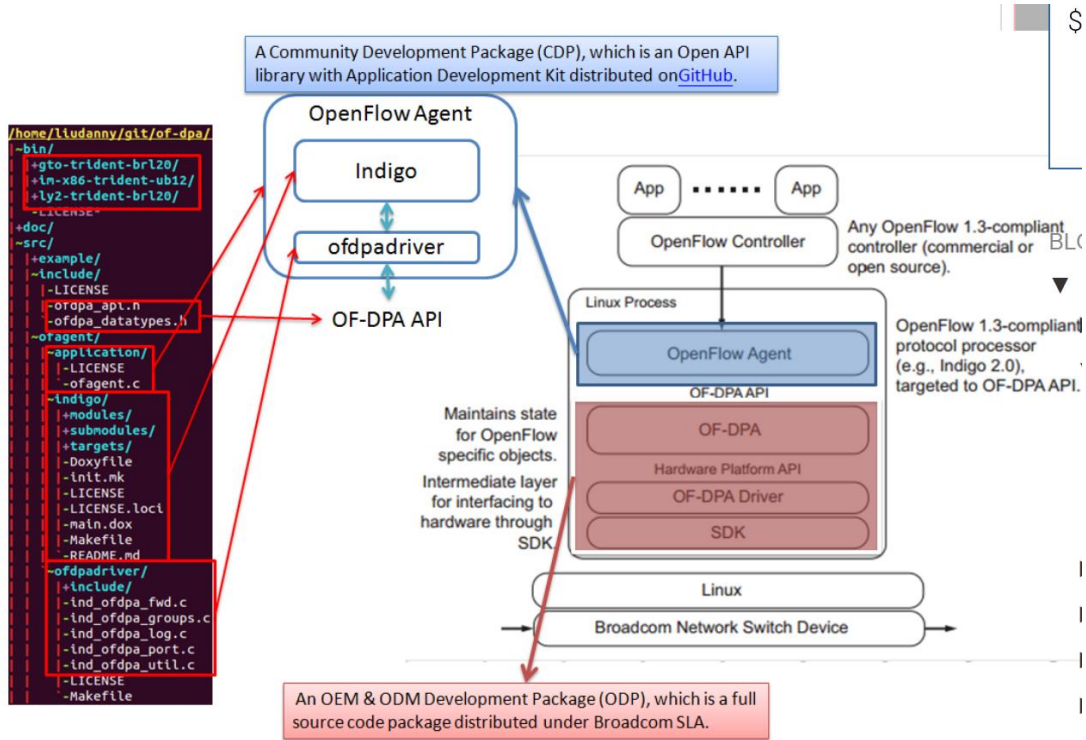 $
A Community Development Package (CDP), which is an Open API
library with Application Development Kit distributed onGitHub.
OpenFlow Agent
Indigo
ofdpadriver
OF-DPA API
/home/liudanny/git/of-dpa/
~bin/
+gto-trident-brl20/
+im-x86-trident-ub12/
+ly2-trident-brl20/
-LICENSE-
+doc/
~src/
+example/
~include/
-LICENSE
-ofdpa_api.h
-ofdpa_datatypes.h
~ofagent/
~application/
-LICENSE
-ofagent.c
~indigo/
+modules/
+submodules/
+targets/
-Doxyfile
-init.mk
-LICENSE
-LICENSE.loci
-main.dox
-Makefile
-README.md
~ofdpadriver/
+include/
-ind_ofdpa_fwd.c
-ind_ofdpa_groups.c
-ind_ofdpa_log.c
-ind_ofdpa_port.c
-ind_ofdpa_util.c
-LICENSE
-Makefile
App
App
OpenFlow Controller
Any OpenFlow 1.3-compliant
controller (commercial or
open source).
Linux Process
OpenFlow Agent
OpenFlow 1.3-compliant
protocol processor
(e.g., Indigo 2.0),
targeted to OF-DPA API.
OF-DPA API
Maintains state
for OpenFlow
specific objects.
OF-DPA
Hardware Platform API
Intermediate layer
for interfacing to
hardware through
SDK.
OF-DPA Driver
SDK
Linux
Broadcom Network Switch Device
An OEM & ODM Development Package (ODP), which is a full
source code package distributed under Broadcom SLA.